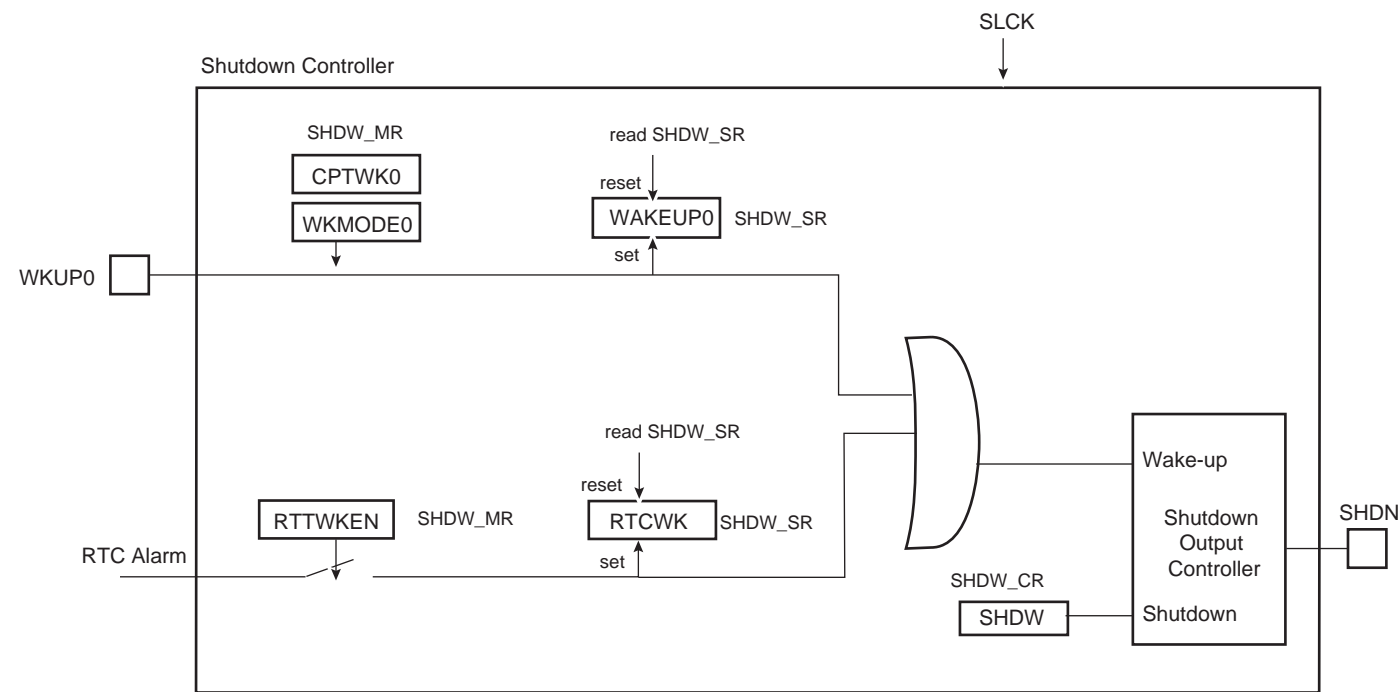 SLCK
Shutdown Controller
SHDW_MR
read SHDW_SR
CPTWK0
reset
WKMODE0
WAKEUP0
SHDW_SR
set
WKUP0
read SHDW_SR
Wake-up
reset
RTTWKEN
SHDW_MR
RTCWK
SHDW_SR
Shutdown
Output
Controller
SHDN
RTC Alarm
set
SHDW_CR
SHDW
Shutdown